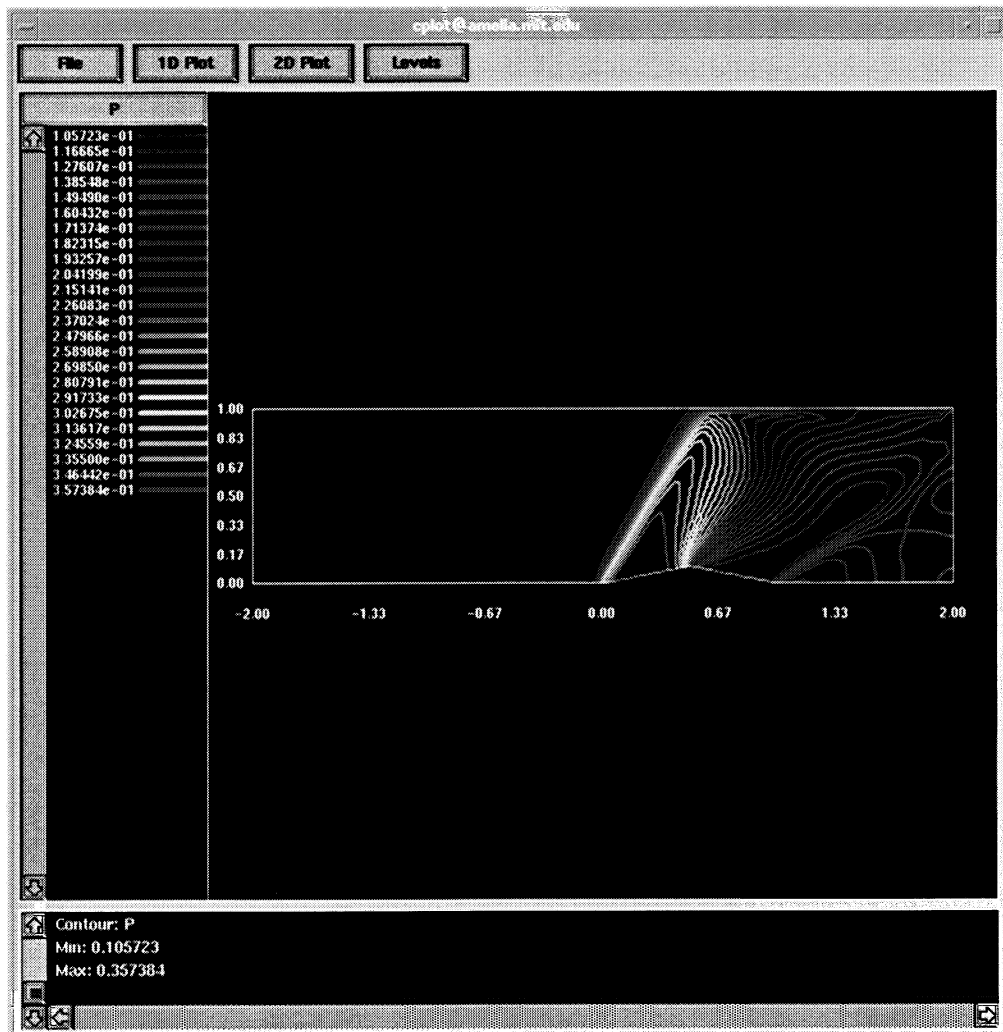 cplot@amelia.mit.edu
File 1D Plot 2D Plot Levels
P
1.05723e-01
1.16665e-01
1.27607e-01
1.38548e-01
1.49490e-01
1.60432e-01
1.71374e-01
1.82315e-01
1.93257e-01
2.04199e-01
2.15141e-01
2.26083e-01
2.37024e-01
2.47966e-01
2.58908e-01
2.69850e-01
2.80791e-01
2.91733e-01
3.02675e-01
3.13617e-01
3.24559e-01
3.35500e-01
3.46442e-01
3.57384e-01
1.00
0.83
0.67
0.50
0.33
0.17
0.00
-2.00 -1.33 -0.67 0.00 0.67 1.33 2.00
Contour: P
Min: 0.105723
Max: 0.357384